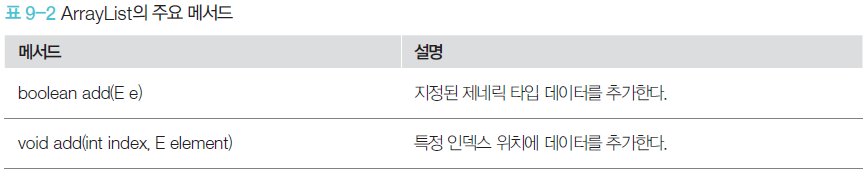 표 9-2 ArrayList의 주요 메서드
메서드 설명
boolean add(E e) 지정된 제네릭 타입 데이터를 추가한다.
void add(int index, E element) 특정 인덱스 위치에 데이터를 추가한다.